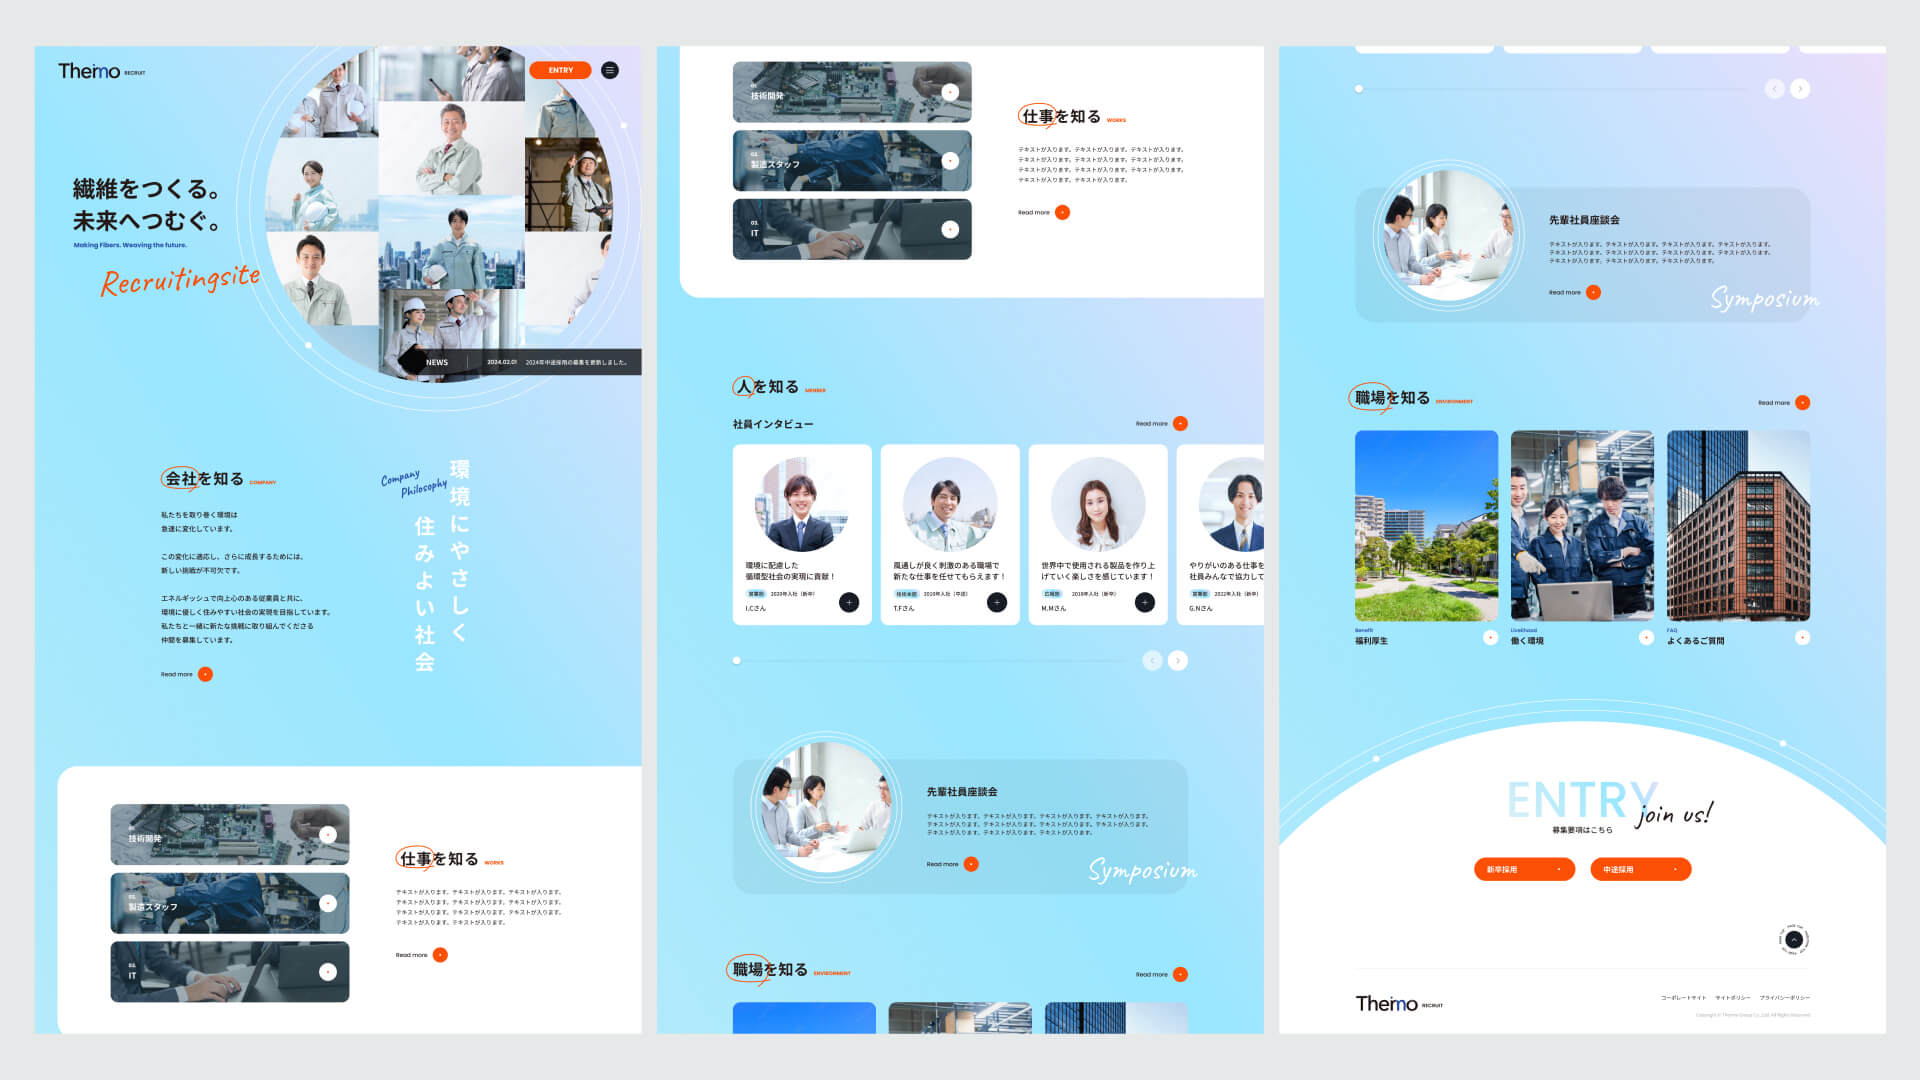 Theimo RECRUIT
ENTRY
繊維をつくる。
未来へつむぐ。
Making Fibers. Weaving the future.
Recruitingsite
NEWS
2024.02.01 2024年中途採用の募集を更新しました。
会社を知る COMPANY
私たちを取り巻く環境は
急速に変化しています。
この変化に適応し、さらに成長するためには、
新しい挑戦が不可欠です。
エネルギッシュで向上心のある従業員と共に、
環境に優しく住みやすい社会の実現を目指しています。
私たちと一緒に新たな挑戦に取り組んでくださる
仲間を募集しています。
Read more
Company
Philosophy
環境にやさしく
住みよい社会
01.
技術開発
02.
製造スタッフ
03.
IT
仕事を知る WORKS
テキストが入ります。テキストが入ります。テキストが入ります。
テキストが入ります。テキストが入ります。テキストが入ります。
テキストが入ります。テキストが入ります。テキストが入ります。
テキストが入ります。テキストが入ります。
Read more
01.
技術開発
02.
製造スタッフ
03.
IT
仕事を知る WORKS
テキストが入ります。テキストが入ります。テキストが入ります。
テキストが入ります。テキストが入ります。テキストが入ります。
テキストが入ります。テキストが入ります。テキストが入ります。
テキストが入ります。テキストが入ります。
Read more
人を知る MEMBER
社員インタビュー
Read more
環境に配慮した
循環型社会の実現に貢献！
営業部 2020年入社（新卒）
I.Cさん
風通しが良く刺激のある職場で
新たな仕事を任せてもらえます！
技術本部 2018年入社（中途）
T.Fさん
世界中で使用される製品を作り上
げていく楽しさを感じています！
広報部 2018年入社（新卒）
M.Mさん
やりがいのある仕事を
社員みんなで協力して
営業部 2022年入社（新卒）
G.Nさん
先輩社員座談会
テキストが入ります。テキストが入ります。テキストが入ります。テキストが入ります。
テキストが入ります。テキストが入ります。テキストが入ります。テキストが入ります。
テキストが入ります。テキストが入ります。テキストが入ります。
Read more
Symposium
職場を知る ENVIRONMENT
Read more
先輩社員座談会
テキストが入ります。テキストが入ります。テキストが入ります。テキストが入ります。
テキストが入ります。テキストが入ります。テキストが入ります。テキストが入ります。
テキストが入ります。テキストが入ります。テキストが入ります。
Read more
Symposium
職場を知る ENVIRONMENT
Read more
Benefit
福利厚生
Livelihood
働く環境
FAQ
よくあるご質問
ENTRY
join us!
募集要項はこちら
新卒採用
中途採用
Theimo RECRUIT
コーポレートサイト サイトポリシー プライバシーポリシー